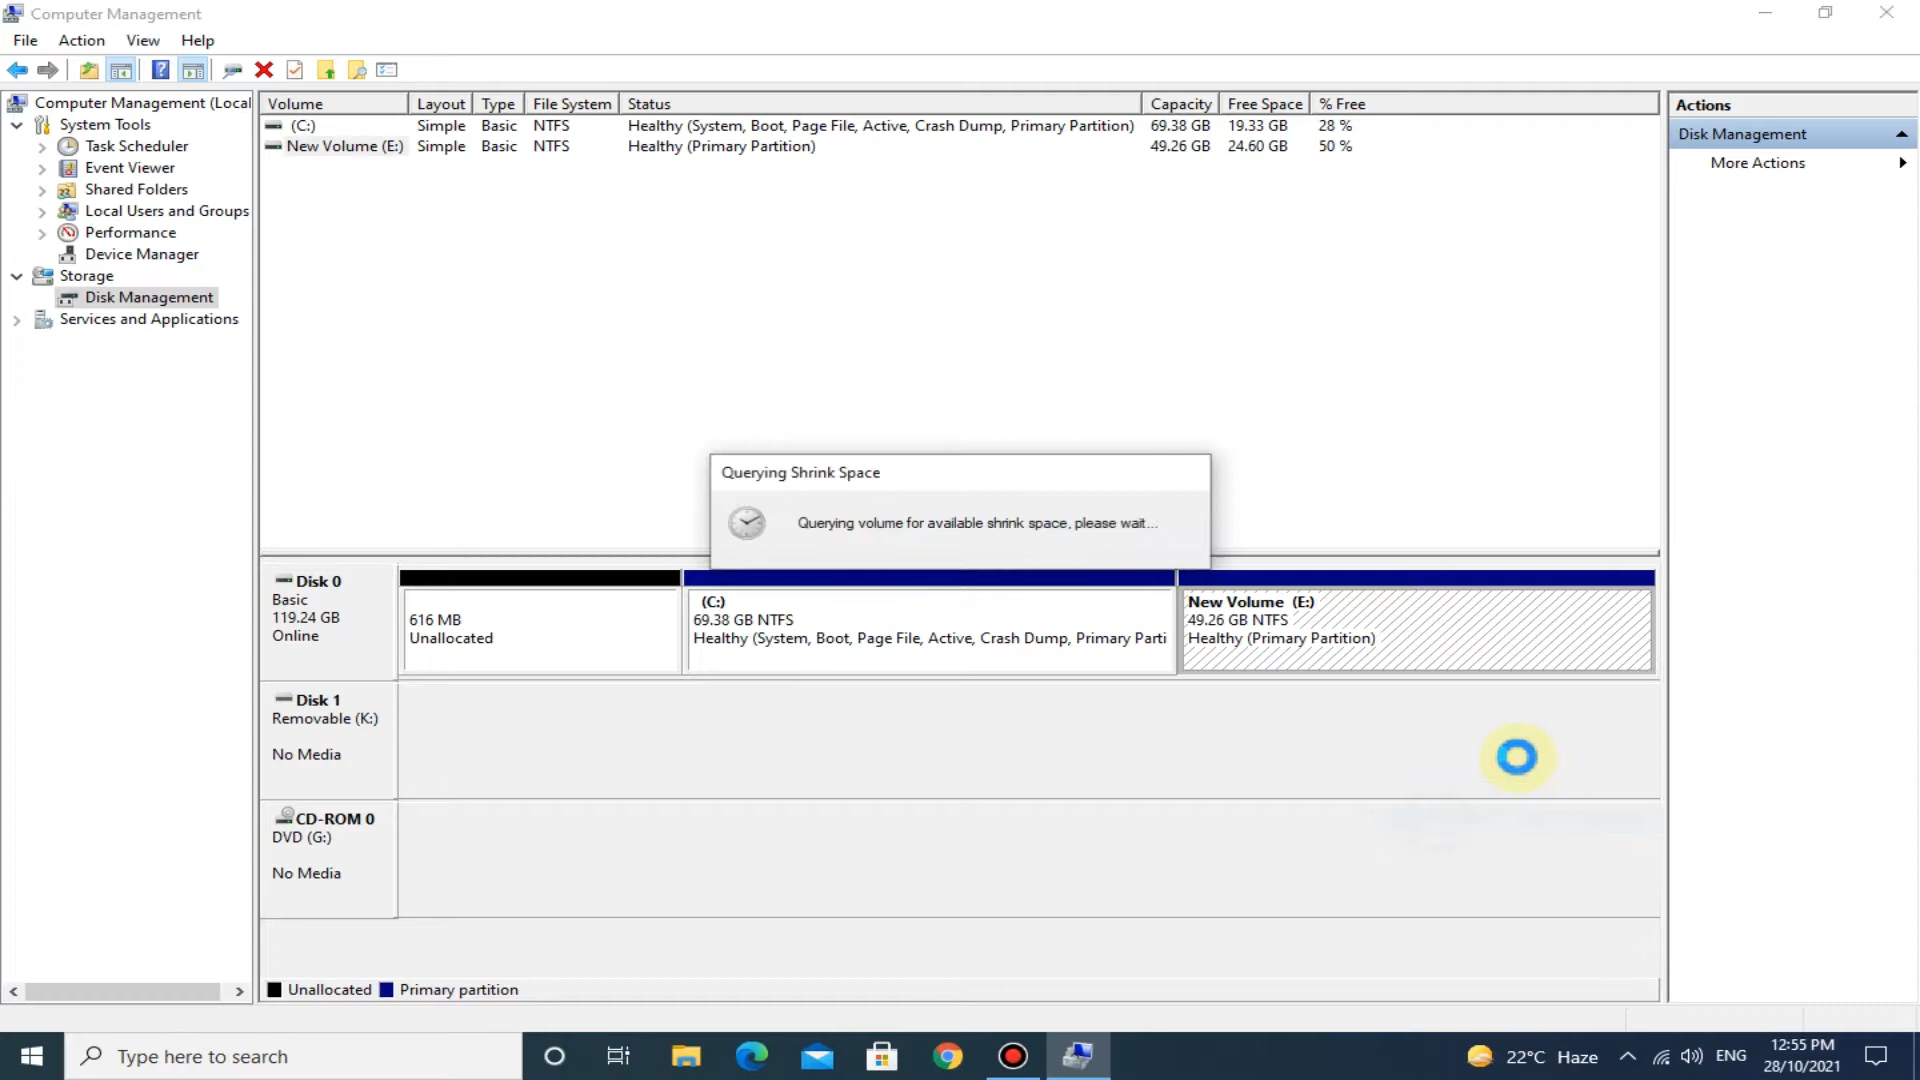 Computer Management
File Action View Help
Computer Management (Local
System Tools
Task Scheduler
Event Viewer
Shared Folders
Local Users and Groups
Performance
Device Manager
Storage
Disk Management
Services and Applications
Volume Layout Type File System Status Capacity Free Space % Free
(C:) Simple Basic NTFS Healthy (System, Boot, Page File, Active, Crash Dump, Primary Partition) 69.38 GB 19.33 GB 28 %
New Volume (E:) Simple Basic NTFS Healthy (Primary Partition) 49.26 GB 24.60 GB 50 %
Querying Shrink Space
Querying volume for available shrink space, please wait...
Disk 0
Basic
119.24 GB
Online
616 MB
Unallocated
(C:)
69.38 GB NTFS
Healthy (System, Boot, Page File, Active, Crash Dump, Primary Parti
New Volume (E:)
49.26 GB NTFS
Healthy (Primary Partition)
Disk 1
Removable (K:)
No Media
CD-ROM 0
DVD (G:)
No Media
Unallocated Primary partition
Actions
Disk Management
More Actions
Type here to search
22°C Haze
ENG
12:55 PM
28/10/2021